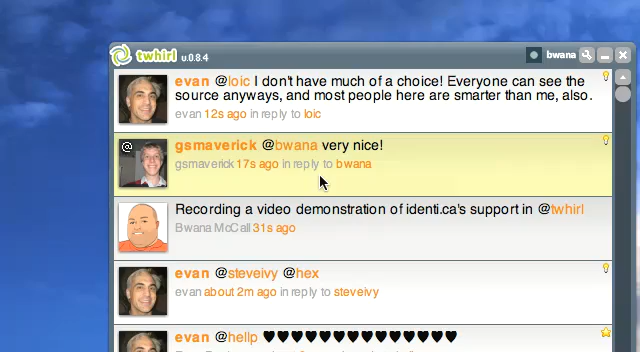 twhirl v.0.8.4
bwana
evan @loic I don't have much of a choice! Everyone can see the
source anyways, and most people here are smarter than me, also.
evan 12s ago in reply to loic
@
gsmaverick @bwana very nice!
gsmaverick 17s ago in reply to bwana
Recording a video demonstration of identi.ca's support in @twhirl
Bwana McCall 31s ago
evan @steveivy @hex
evan about 2m ago in reply to steveivy
evan @hellp ♥♥♥♥♥♥♥♥♥♥♥♥♥♥